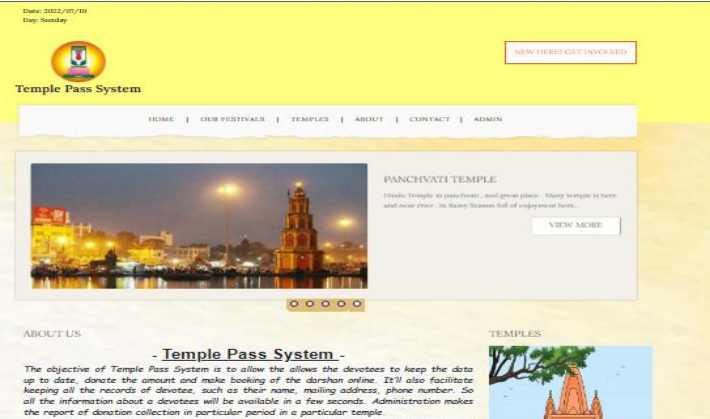 Date: 2022/07/10
Day: Sunday
NEW HERE? GET INVOLVED
Temple Pass System
HOME | OUR FESTIVALS | TEMPLES | ABOUT | CONTACT | ADMIN
PANCHVATI TEMPLE
Hindu Temple in panchvati , and great place . Many temple is here
and near river . In Rainy Season full of enjoyment here..
VIEW MORE
ABOUT US
TEMPLES
- Temple Pass System -
The objective of Temple Pass System is to allow the allows the devotees to keep the data
up to date, donate the amount and make booking of the darshan online. It'll also facilitate
keeping all the records of devotee, such as their name, mailing address, phone number. So
all the information about a devotees will be available in a few seconds. Administration makes
the report of donation collection in particular period in a particular temple.